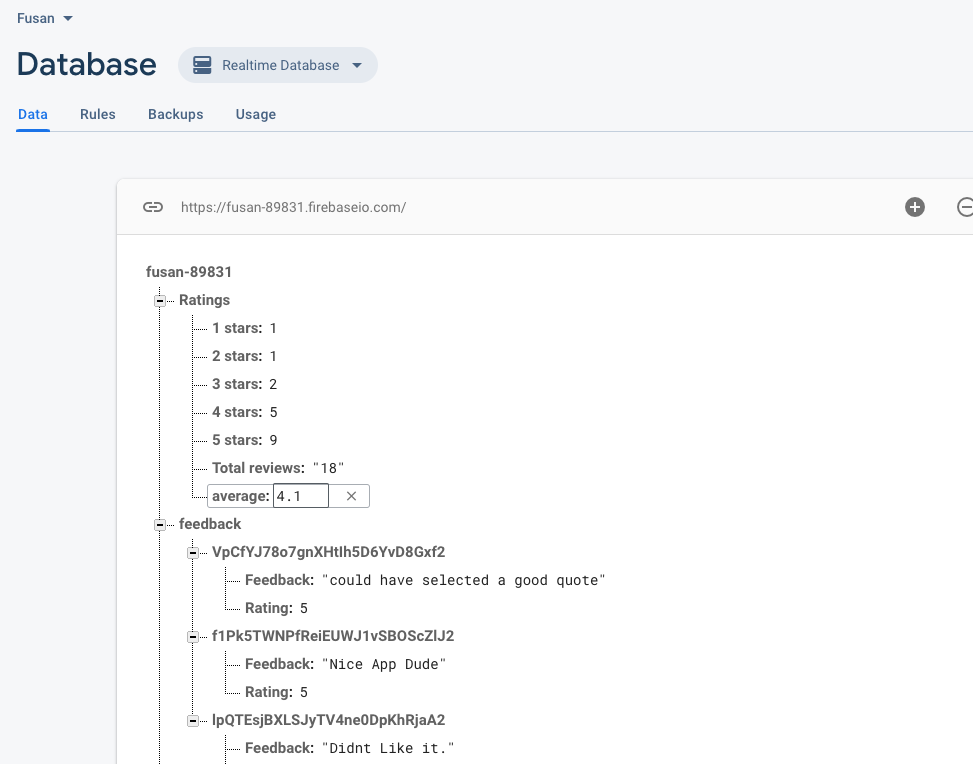 Fusan
Database
Realtime Database
Data Rules Backups Usage
https://fusan-89831.firebaseio.com/
fusan-89831
Ratings
1 stars: 1
2 stars: 1
3 stars: 2
4 stars: 5
5 stars: 9
Total reviews: "18"
average: 4.1
feedback
VpCfYJ78o7gnXHtIh5D6YvD8Gxf2
Feedback: "could have selected a good quote"
Rating: 5
f1Pk5TWNPfReiEUWJ1vSBOScZlJ2
Feedback: "Nice App Dude"
Rating: 5
lpQTEsjBXLSJyTV4ne0DpKhRjaA2
Feedback: "Didnt Like it."